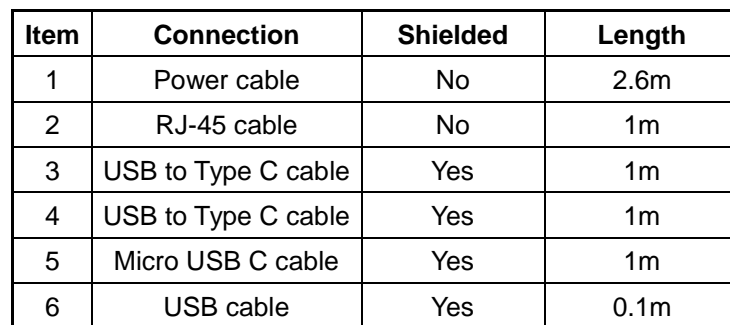 Item Connection Shielded Length
1 Power cable No 2.6m
2 RJ-45 cable No 1m
3 USB to Type C cable Yes 1m
4 USB to Type C cable Yes 1m
5 Micro USB C cable Yes 1m
6 USB cable Yes 0.1m